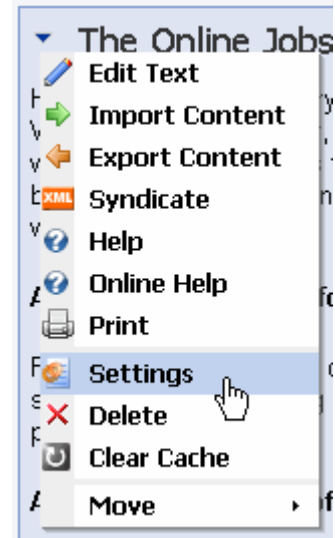 The Online Jobs
Edit Text
Import Content
Export Content
XML Syndicate
Help
Online Help
Print
Settings
Delete
Clear Cache
Move